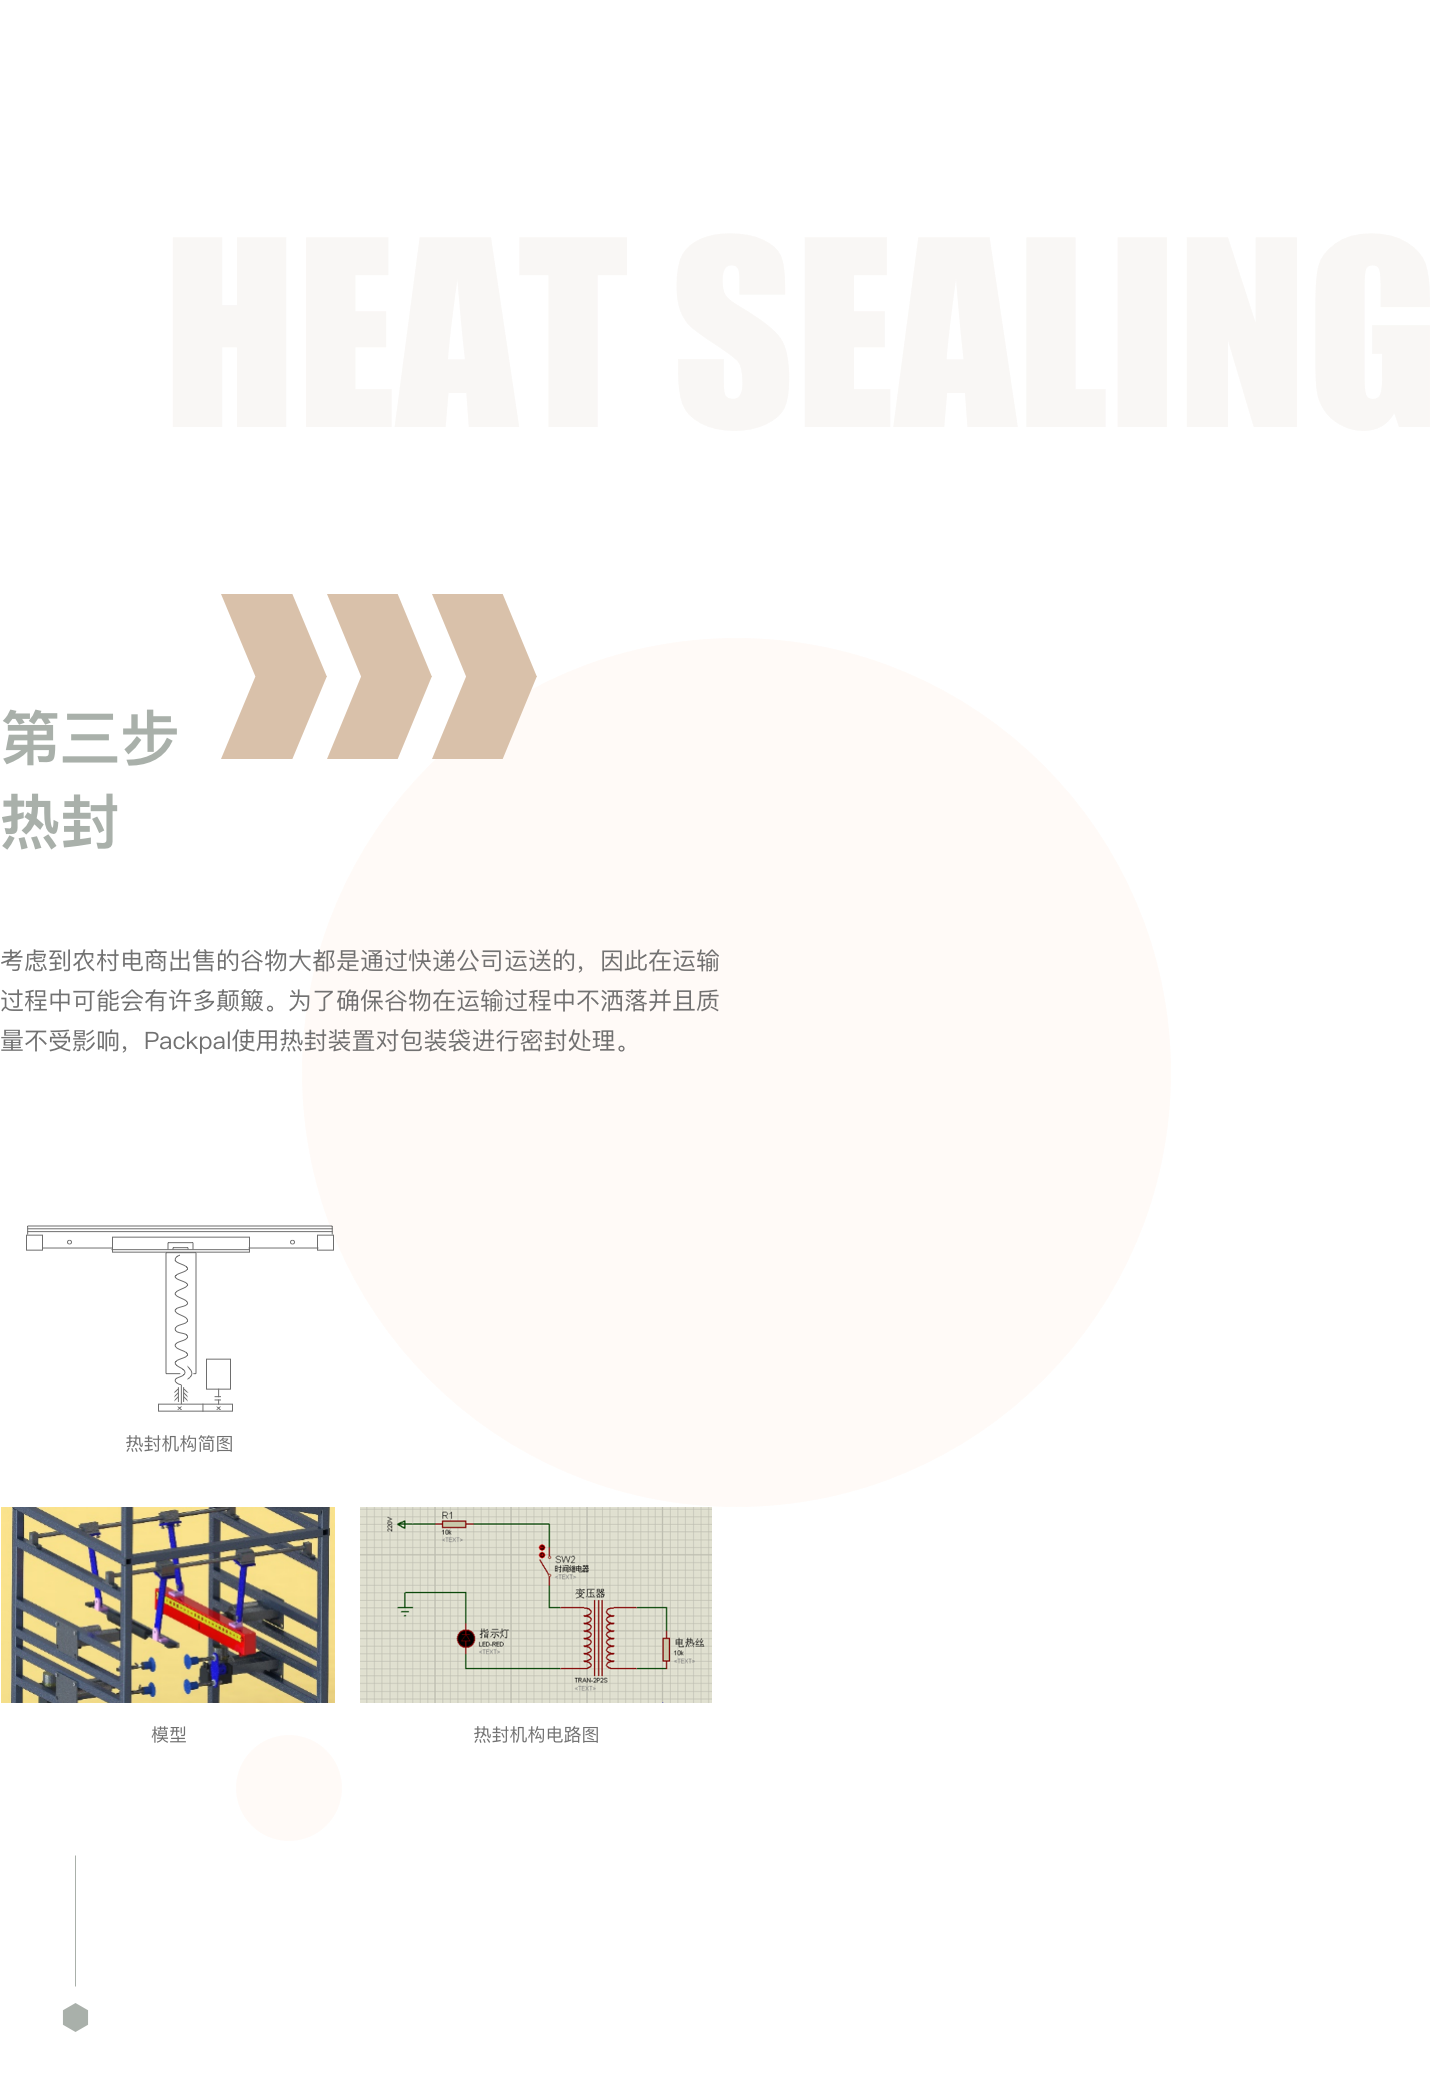 HEAT SEALING
第三步
热封
考虑到农村电商出售的谷物大都是通过快递公司运送的，因此在运输
过程中可能会有许多颠簸。为了确保谷物在运输过程中不洒落并且质
量不受影响，Packpal使用热封装置对包装袋进行密封处理。
热封机构简图
220V
R1
10k
<TEXT>
SW2
时间继电器
<TEXT>
变压器
指示灯
LED-RED
<TEXT>
电热丝
10k
<TEXT>
TRAN-2P2S
<TEXT>
模型
热封机构电路图